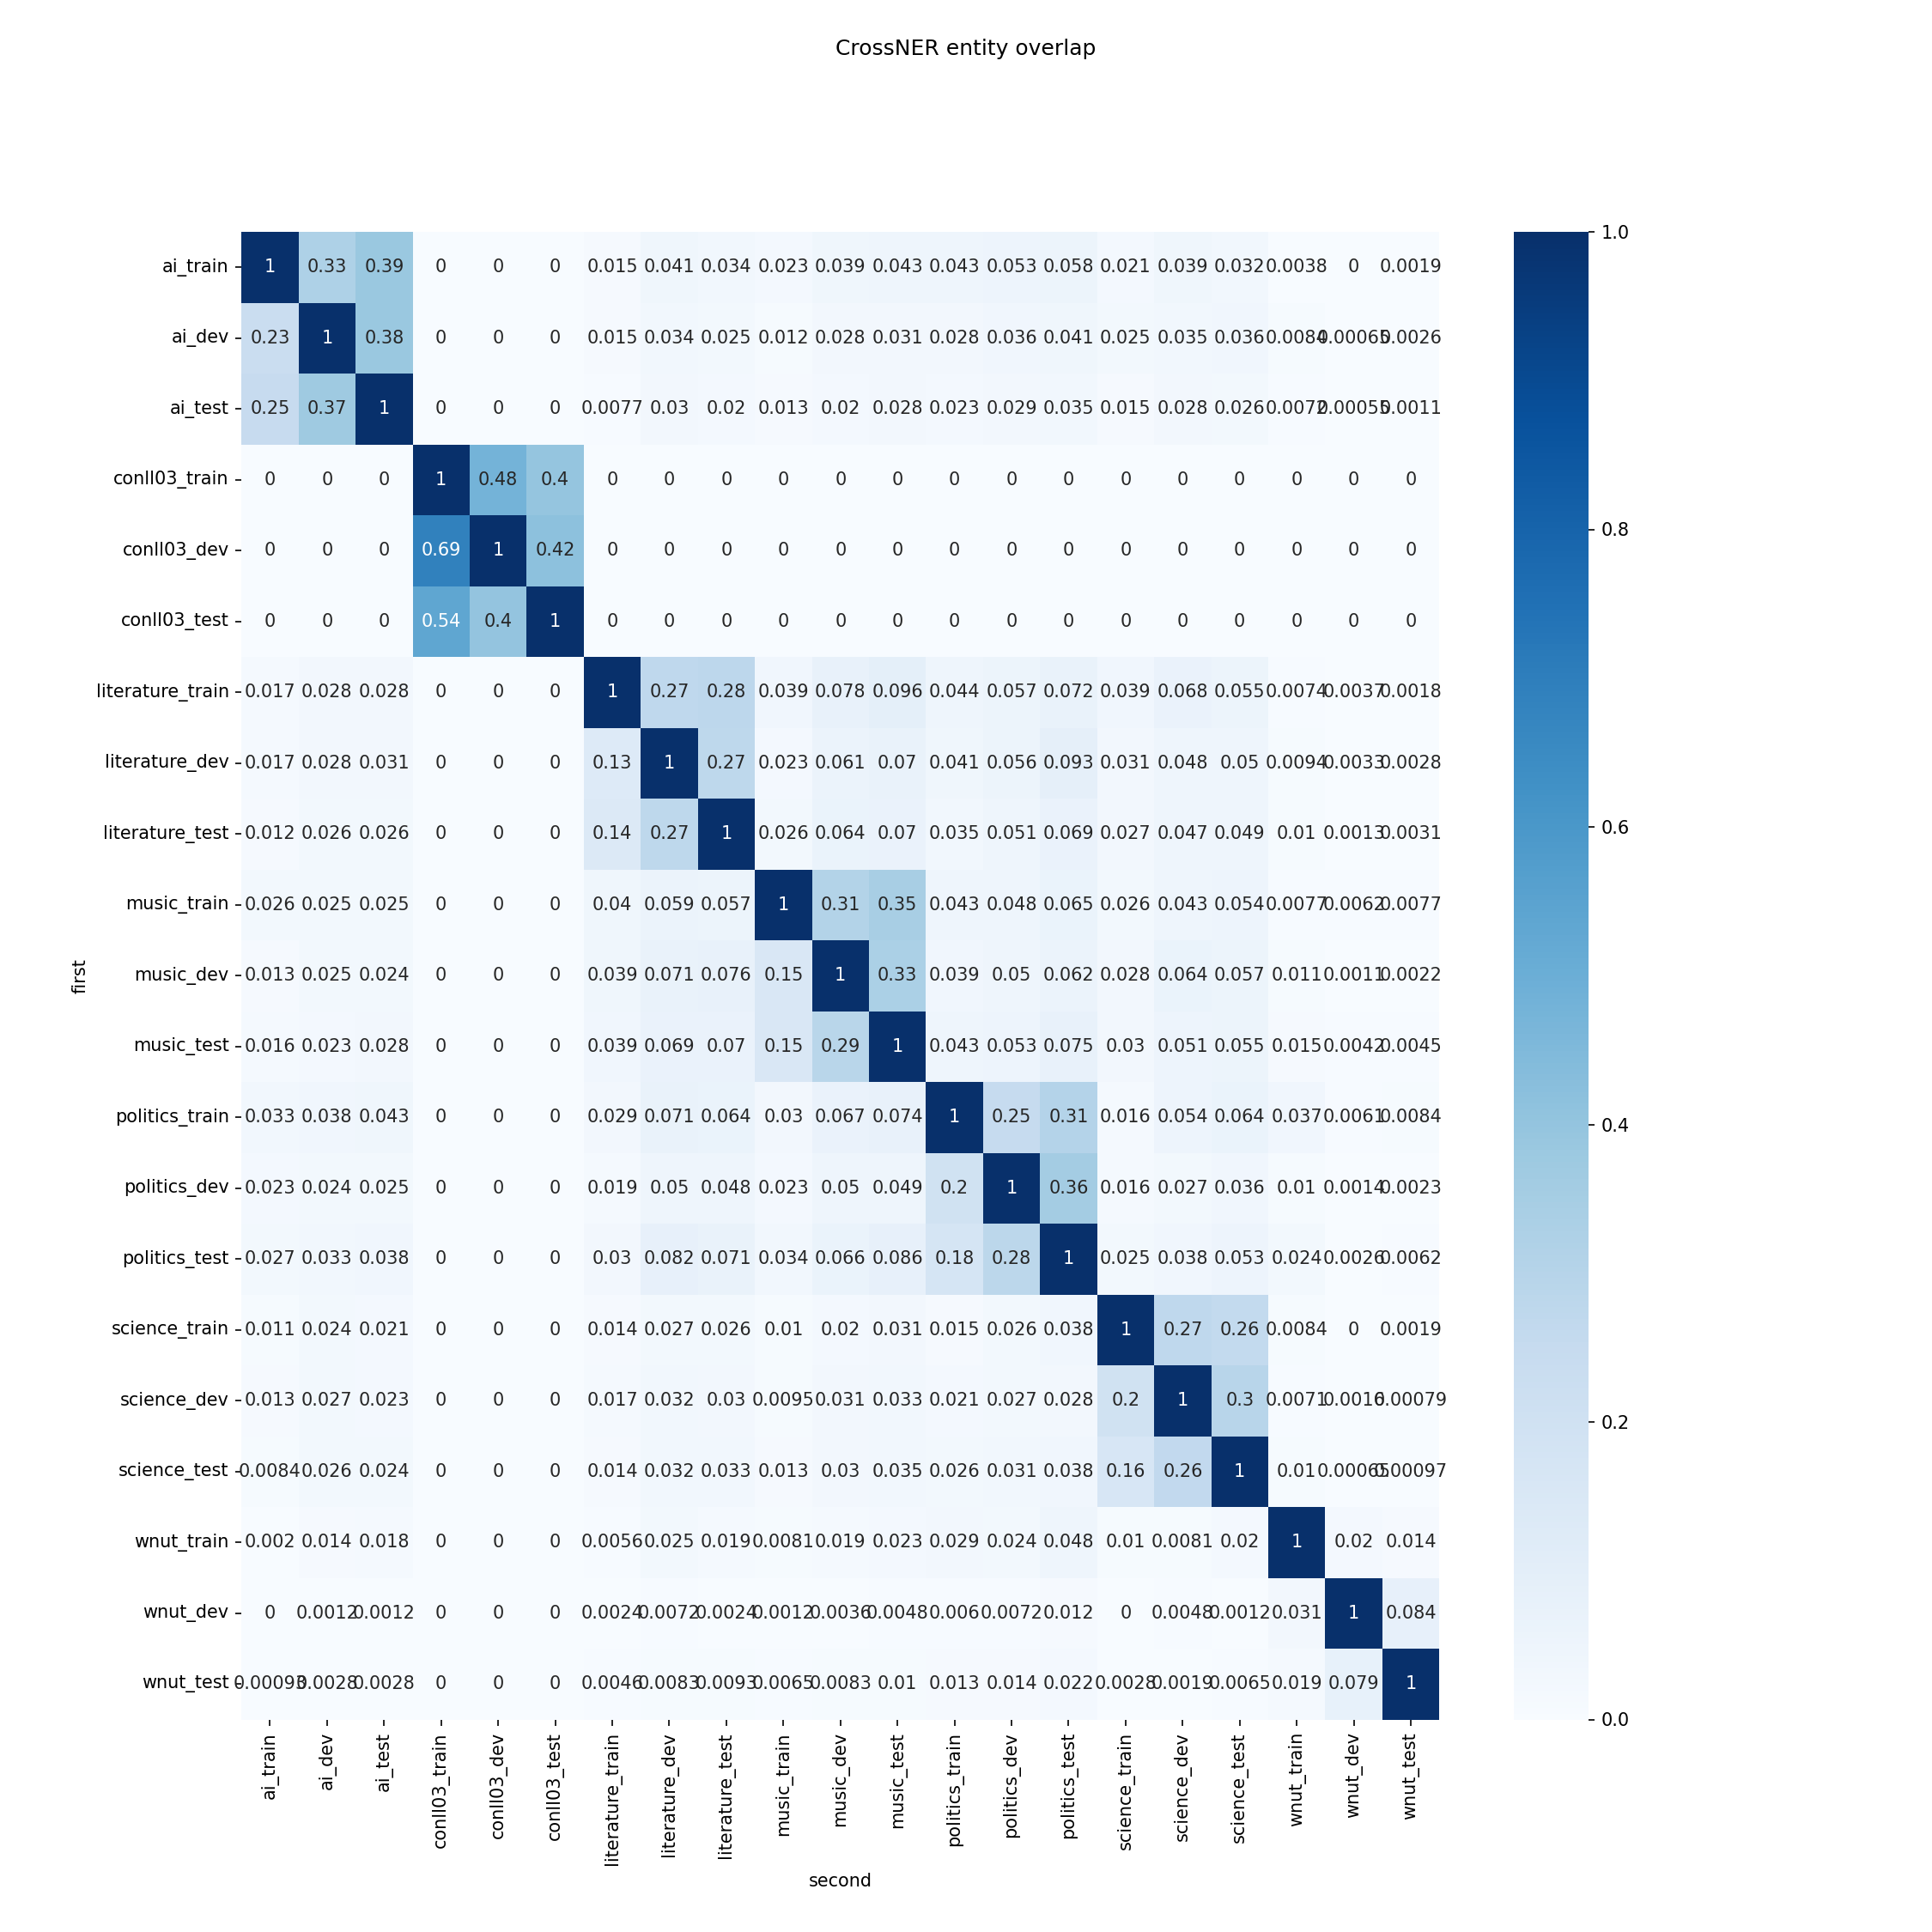 CrossNER entity overlap
ai_train 1 0.33 0.39 0 0 0 0.015 0.041 0.034 0.023 0.039 0.043 0.043 0.053 0.058 0.021 0.039 0.032 0.0038 0 0.0019
ai_dev 0.23 1 0.38 0 0 0 0.015 0.034 0.025 0.012 0.028 0.031 0.028 0.036 0.041 0.025 0.035 0.036 0.0084 0.00065 0.0026
ai_test 0.25 0.37 1 0 0 0 0.0077 0.03 0.02 0.013 0.02 0.028 0.023 0.029 0.035 0.015 0.028 0.026 0.0072 0.00055 0.0011
conll03_train 0 0 0 1 0.48 0.4 0 0 0 0 0 0 0 0 0 0 0 0 0 0 0
conll03_dev 0 0 0 0.69 1 0.42 0 0 0 0 0 0 0 0 0 0 0 0 0 0 0
conll03_test 0 0 0 0.54 0.4 1 0 0 0 0 0 0 0 0 0 0 0 0 0 0 0
literature_train 0.017 0.028 0.028 0 0 0 1 0.27 0.28 0.039 0.078 0.096 0.044 0.057 0.072 0.039 0.068 0.055 0.0074 0.0037 0.0018
literature_dev 0.017 0.028 0.031 0 0 0 0.13 1 0.27 0.023 0.061 0.07 0.041 0.056 0.093 0.031 0.048 0.05 0.0094 0.0033 0.0028
literature_test 0.012 0.026 0.026 0 0 0 0.14 0.27 1 0.026 0.064 0.07 0.035 0.051 0.069 0.027 0.047 0.049 0.01 0.0013 0.0031
music_train 0.026 0.025 0.025 0 0 0 0.04 0.059 0.057 1 0.31 0.35 0.043 0.048 0.065 0.026 0.043 0.054 0.0077 0.0062 0.0077
music_dev 0.013 0.025 0.024 0 0 0 0.039 0.071 0.076 0.15 1 0.33 0.039 0.05 0.062 0.028 0.064 0.057 0.011 0.0011 0.0022
music_test 0.016 0.023 0.028 0 0 0 0.039 0.069 0.07 0.15 0.29 1 0.043 0.053 0.075 0.03 0.051 0.055 0.015 0.0042 0.0045
politics_train 0.033 0.038 0.043 0 0 0 0.029 0.071 0.064 0.03 0.067 0.074 1 0.25 0.31 0.016 0.054 0.064 0.037 0.0061 0.0084
politics_dev 0.023 0.024 0.025 0 0 0 0.019 0.05 0.048 0.023 0.05 0.049 0.2 1 0.36 0.016 0.027 0.036 0.01 0.0014 0.0023
politics_test 0.027 0.033 0.038 0 0 0 0.03 0.082 0.071 0.034 0.066 0.086 0.18 0.28 1 0.025 0.038 0.053 0.024 0.0026 0.0062
science_train 0.011 0.024 0.021 0 0 0 0.014 0.027 0.026 0.01 0.02 0.031 0.015 0.026 0.038 1 0.27 0.26 0.0084 0 0.0019
science_dev 0.013 0.027 0.023 0 0 0 0.017 0.032 0.03 0.0095 0.031 0.033 0.021 0.027 0.028 0.2 1 0.3 0.0071 0.0016 0.00079
science_test 0.0084 0.026 0.024 0 0 0 0.014 0.032 0.033 0.013 0.03 0.035 0.026 0.031 0.038 0.16 0.26 1 0.01 0.00065 0.00097
wnut_train 0.002 0.014 0.018 0 0 0 0.0056 0.025 0.019 0.0081 0.019 0.023 0.029 0.024 0.048 0.01 0.0081 0.02 1 0.02 0.014
wnut_dev 0 0.0012 0.0012 0 0 0 0.0024 0.0072 0.0024 0.0012 0.0036 0.0048 0.006 0.0072 0.012 0 0.0048 0.0012 0.031 1 0.084
wnut_test 0.00093 0.0028 0.0028 0 0 0 0.0046 0.0083 0.0093 0.0065 0.0083 0.01 0.013 0.014 0.022 0.0028 0.0019 0.0065 0.019 0.079 1
first
ai_train ai_dev ai_test conll03_train conll03_dev conll03_test literature_train literature_dev literature_test music_train music_dev music_test politics_train politics_dev politics_test science_train science_dev science_test wnut_train wnut_dev wnut_test
second
1.0
0.8
0.6
0.4
0.2
0.0